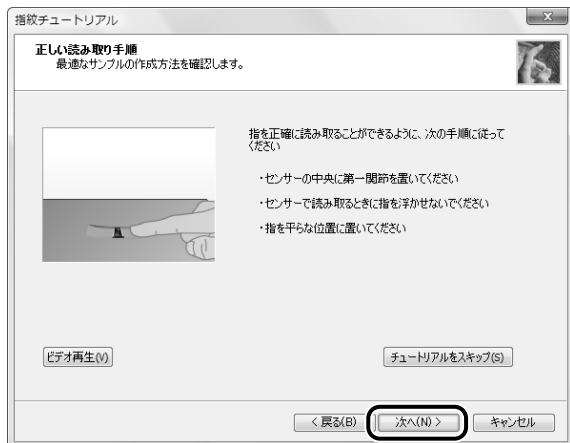 指紋チュートリアル
正しい読み取り手順
最適なサンプルの作成方法を確認します。
指を正確に読み取ることができるように、次の手順に従って
ください
・センサーの中央に第一関節を置いてください
・センサーで読み取るときに指を浮かせないでください
・指を平らな位置に置いてください
ビデオ再生(V)
チュートリアルをスキップ(S)
< 戻る(B)
次へ(N) >
キャンセル